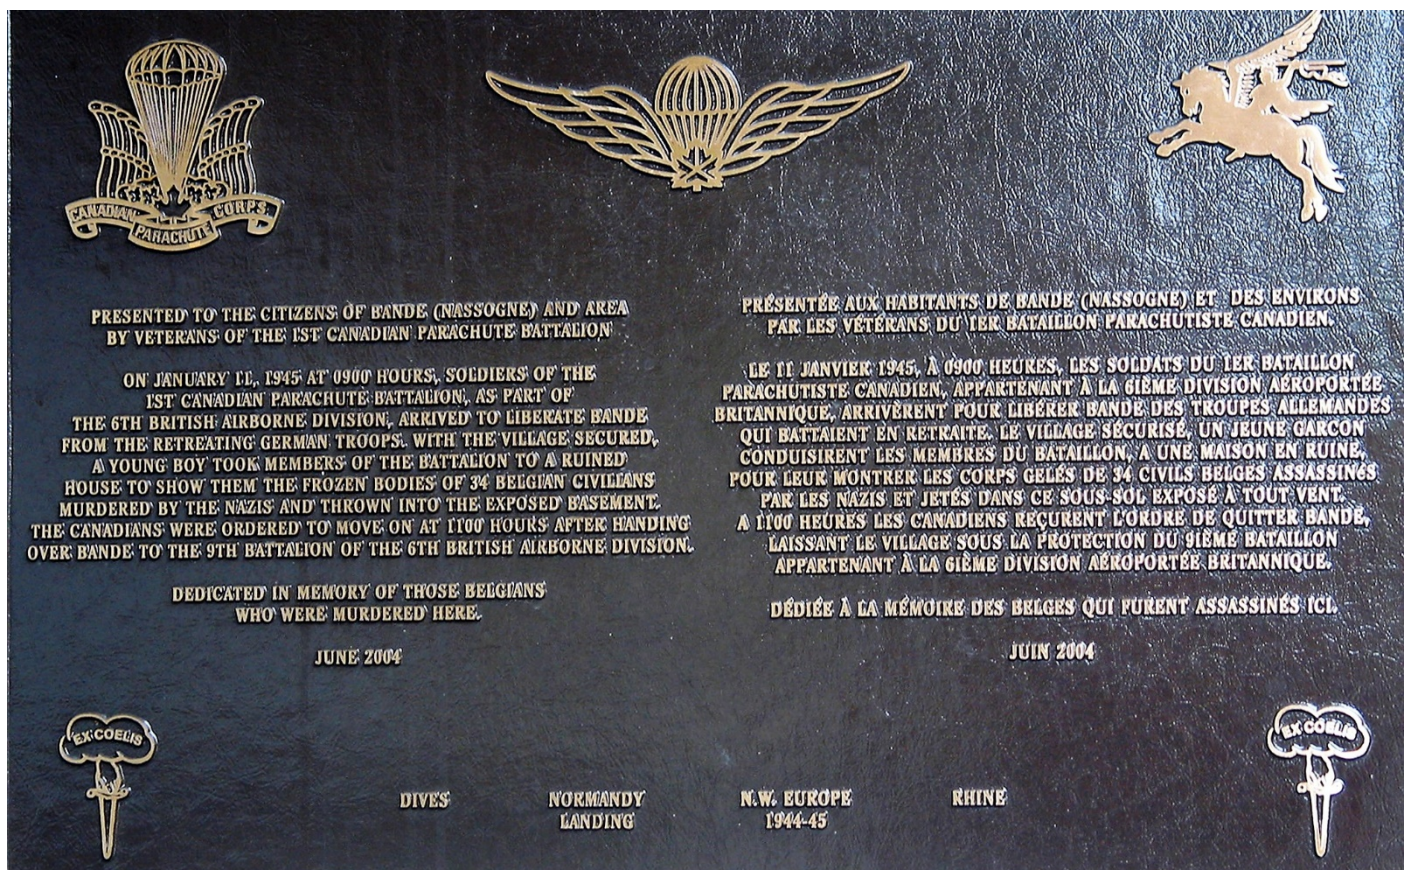 CANADIAN
PARACHUTE
CORPS.
PRESENTED TO THE CITIZENS OF BANDE (NASSOGNE) AND AREA
BY VETERANS OF THE 1ST CANADIAN PARACHUTE BATTALION
ON JANUARY 11, 1945 AT 0900 HOURS, SOLDIERS OF THE
1ST CANADIAN PARACHUTE BATTALION, AS PART OF
THE 6TH BRITISH AIRBORNE DIVISION, ARRIVED TO LIBERATE BANDE
FROM THE RETREATING GERMAN TROOPS. WITH THE VILLAGE SECURED,
A YOUNG BOY TOOK MEMBERS OF THE BATTALION TO A RUINED
HOUSE TO SHOW THEM THE FROZEN BODIES OF 34 BELGIAN CIVILIANS
MURDERED BY THE NAZIS AND THROWN INTO THE EXPOSED BASEMENT.
THE CANADIANS WERE ORDERED TO MOVE ON AT 1100 HOURS AFTER HANDING
OVER BANDE TO THE 9TH BATTALION OF THE 6TH BRITISH AIRBORNE DIVISION.
DEDICATED IN MEMORY OF THOSE BELGIANS
WHO WERE MURDERED HERE.
JUNE 2004
PRÉSENTÉE AUX HABITANTS DE BANDE (NASSOGNE) ET DES ENVIRONS
PAR LES VÉTÉRANS DU 1ER BATAILLON PARACHUTISTE CANADIEN.
LE 11 JANVIER 1945, À 0900 HEURES, LES SOLDATS DU 1ER BATAILLON
PARACHUTISTE CANADIEN, APPARTENANT À LA 6IÈME DIVISION AÉROPORTÉE
BRITANNIQUE, ARRIVÈRENT POUR LIBÉRER BANDE DES TROUPES ALLEMANDES
QUI BATTAIENT EN RETRAITE. LE VILLAGE SÉCURISÉ, UN JEUNE GARÇON
CONDUISIRENT LES MEMBRES DU BATAILLON, A UNE MAISON EN RUINE,
POUR LEUR MONTRER LES CORPS GELÉS DE 34 CIVILS BELGES ASSASSINÉS
PAR LES NAZIS ET JETÉS DANS CE SOUS-SOL EXPOSÉ À TOUT VENT.
A 1100 HEURES LES CANADIENS REÇURENT L'ORDRE DE QUITTER BANDE,
LAISSANT LE VILLAGE SOUS LA PROTECTION DU 9IÈME BATAILLON
APPARTENANT À LA 6IÈME DIVISION AÉROPORTÉE BRITANNIQUE.
DÉDIÉE À LA MÉMOIRE DES BELGES QUI FURENT ASSASSINÉS ICI.
JUIN 2004
EX COELIS
DIVES
NORMANDY
LANDING
N.W. EUROPE
1944-45
RHINE
EX COELIS